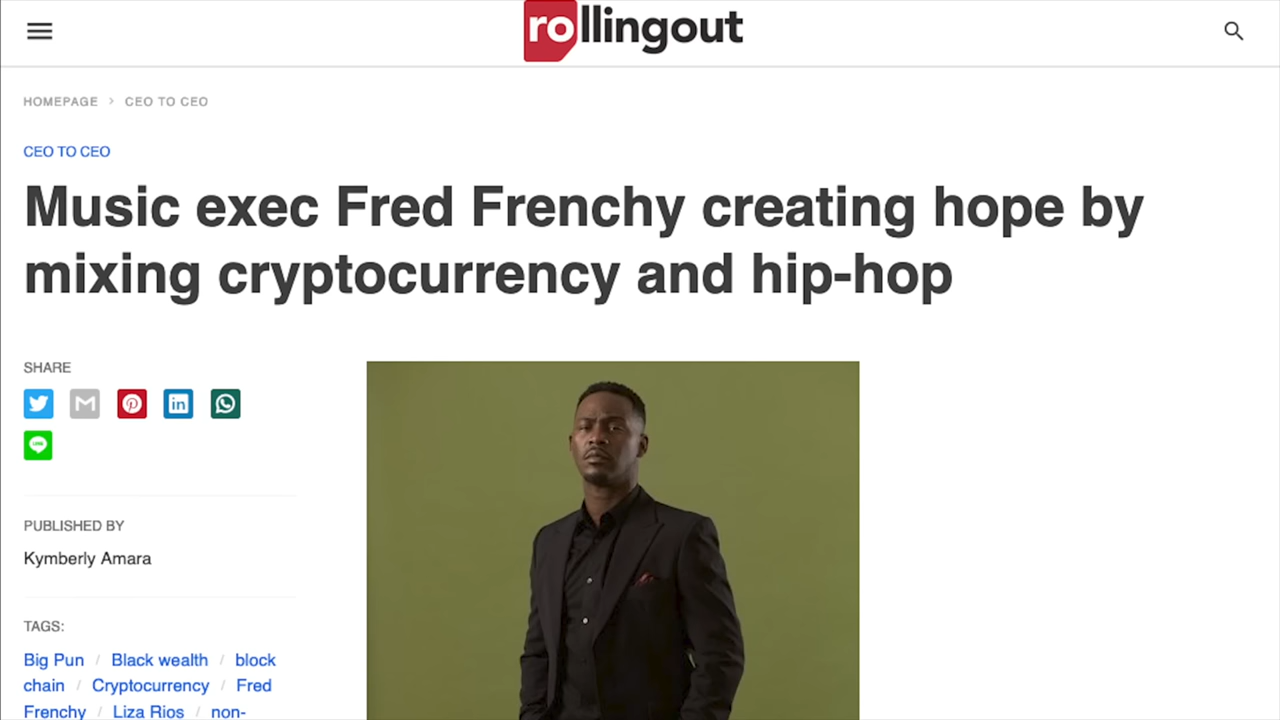 rollingout
HOMEPAGE > CEO TO CEO
CEO TO CEO
Music exec Fred Frenchy creating hope by
mixing cryptocurrency and hip-hop
SHARE
in
LINE
PUBLISHED BY
Kymberly Amara
TAGS:
Big Pun / Black wealth / block
chain / Cryptocurrency / Fred
Frenchy / Liza Rios / non-